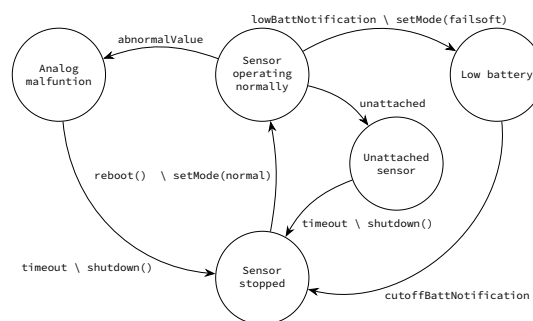 lowBattNotification \ setMode(failsoft)
abnormalValue
Analog
malfuntion
Sensor
operating
normally
Low battery
unattached
Unattached
sensor
reboot() \ setMode(normal)
timeout \ shutdown()
timeout \ shutdown()
Sensor
stopped
cutoffBattNotification